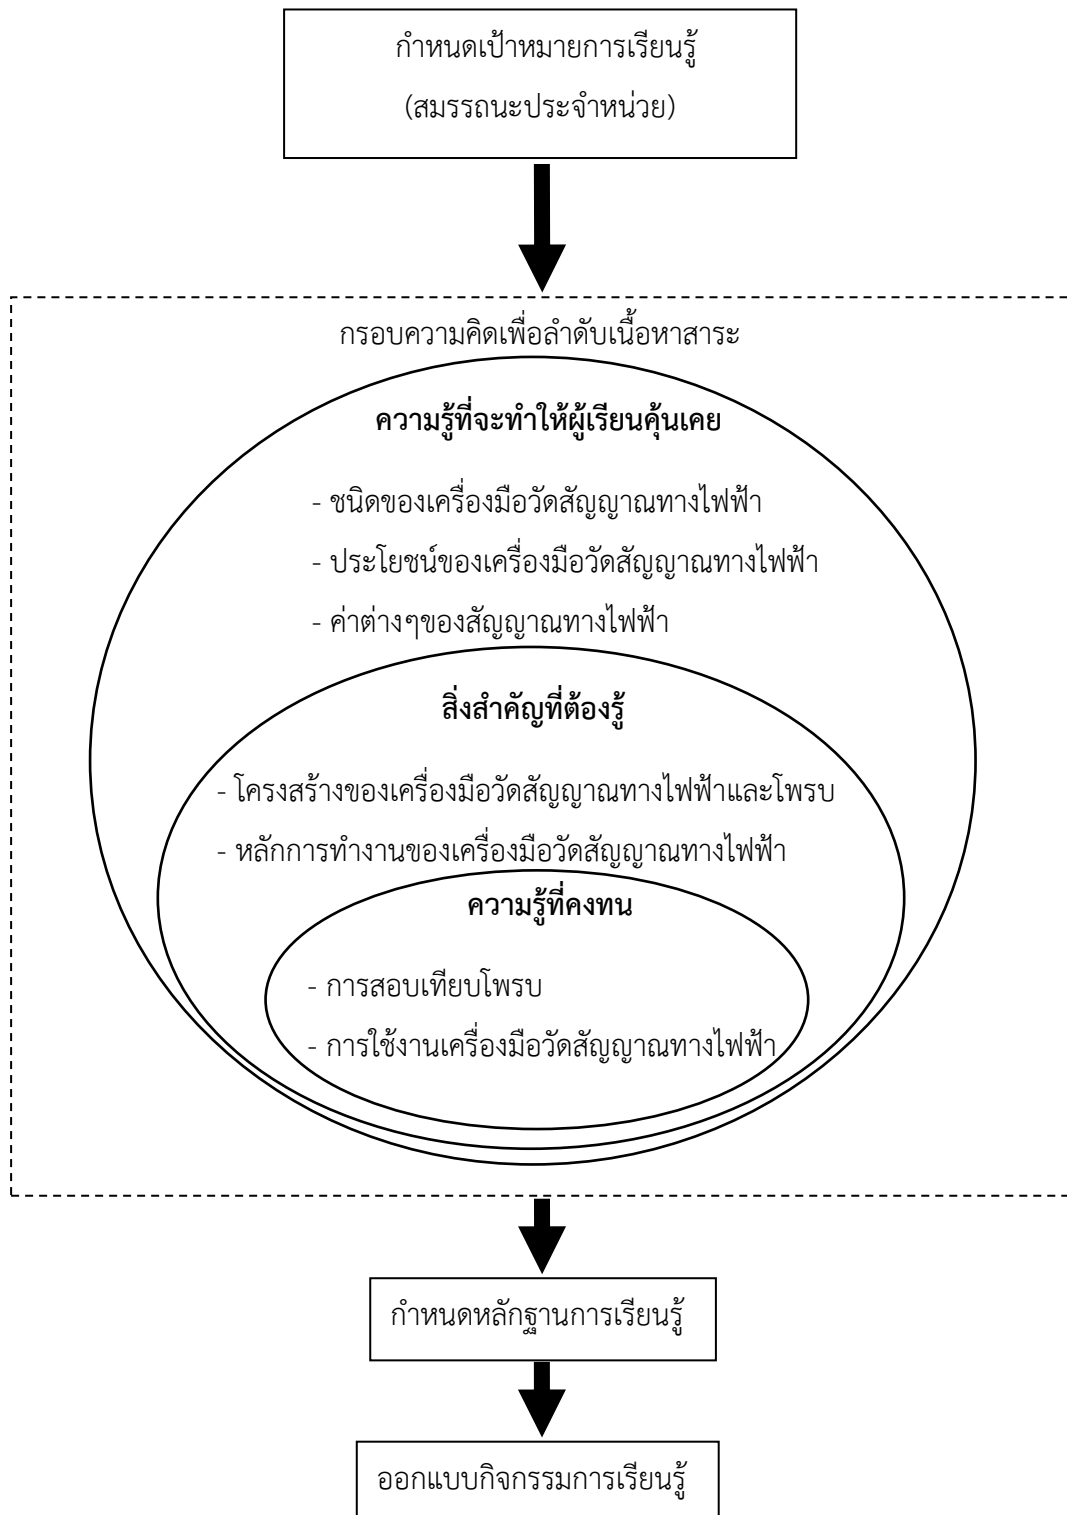 กำหนดเป้าหมายการเรียนรู้
(สมรรถนะประจำหน่วย)
กรอบความคิดเพื่อลำดับเนื้อหาสาระ
ความรู้ที่จะทำให้ผู้เรียนคุ้นเคย
- ชนิดของเครื่องมือวัดสัญญาณทางไฟฟ้า
- ประโยชน์ของเครื่องมือวัดสัญญาณทางไฟฟ้า
- ค่าต่างๆของสัญญาณทางไฟฟ้า
สิ่งสำคัญที่ต้องรู้
- โครงสร้างของเครื่องมือวัดสัญญาณทางไฟฟ้าและโพรบ
- หลักการทำงานของเครื่องมือวัดสัญญาณทางไฟฟ้า
ความรู้ที่คงทน
- การสอบเทียบโพรบ
- การใช้งานเครื่องมือวัดสัญญาณทางไฟฟ้า
กำหนดหลักฐานการเรียนรู้
ออกแบบกิจกรรมการเรียนรู้